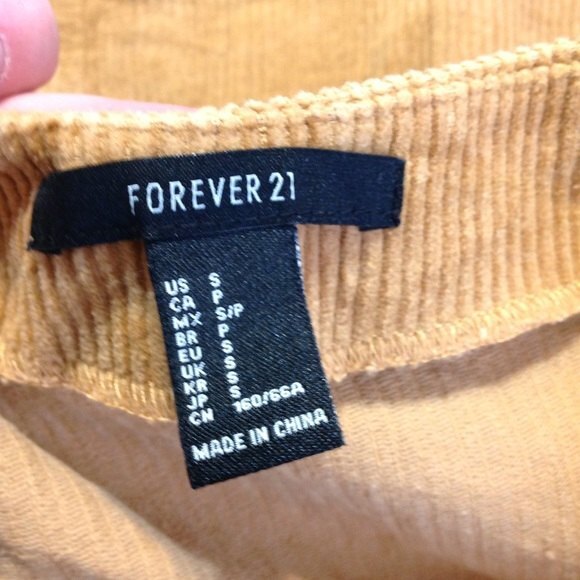 FOREVER 21
US S
CA P
MX S/P
BR P
EU S
UK S
KR S
JP S
CN 160/66A
MADE IN CHINA